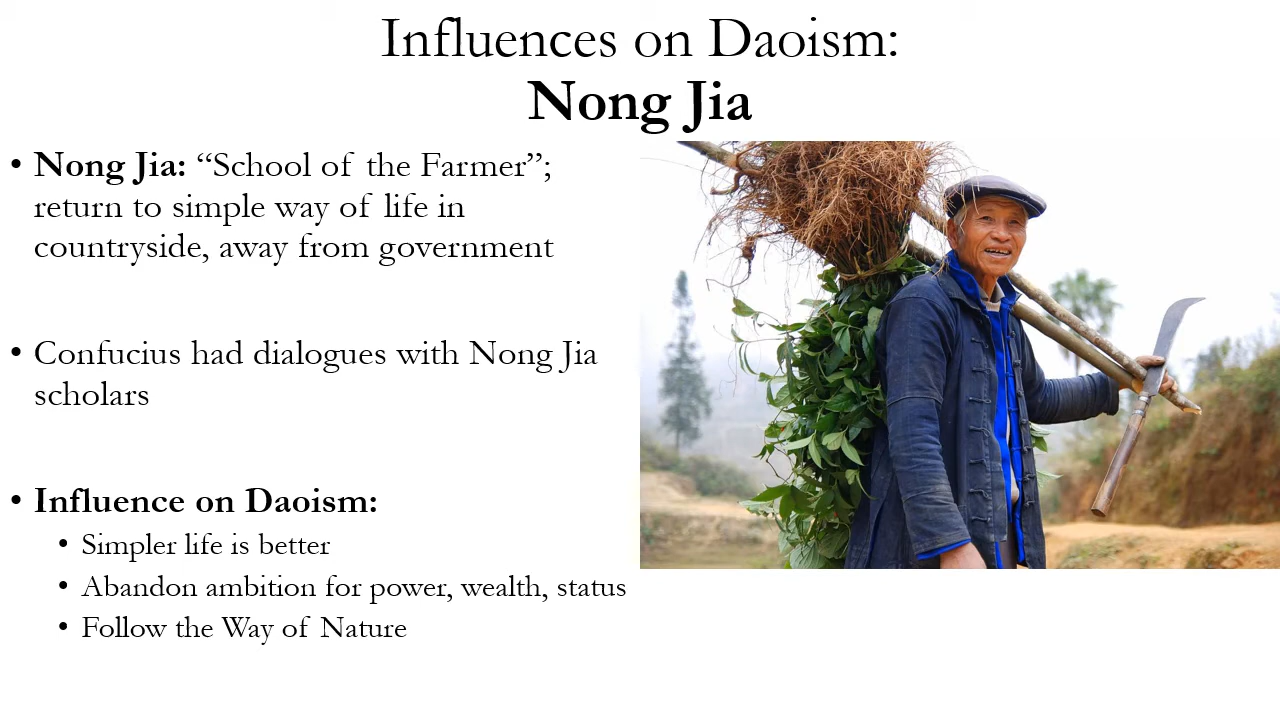 Influences on Daoism:
Nong Jia
• Nong Jia: “School of the Farmer”;
return to simple way of life in
countryside, away from government
• Confucius had dialogues with Nong Jia
scholars
• Influence on Daoism:
• Simpler life is better
• Abandon ambition for power, wealth, status
• Follow the Way of Nature